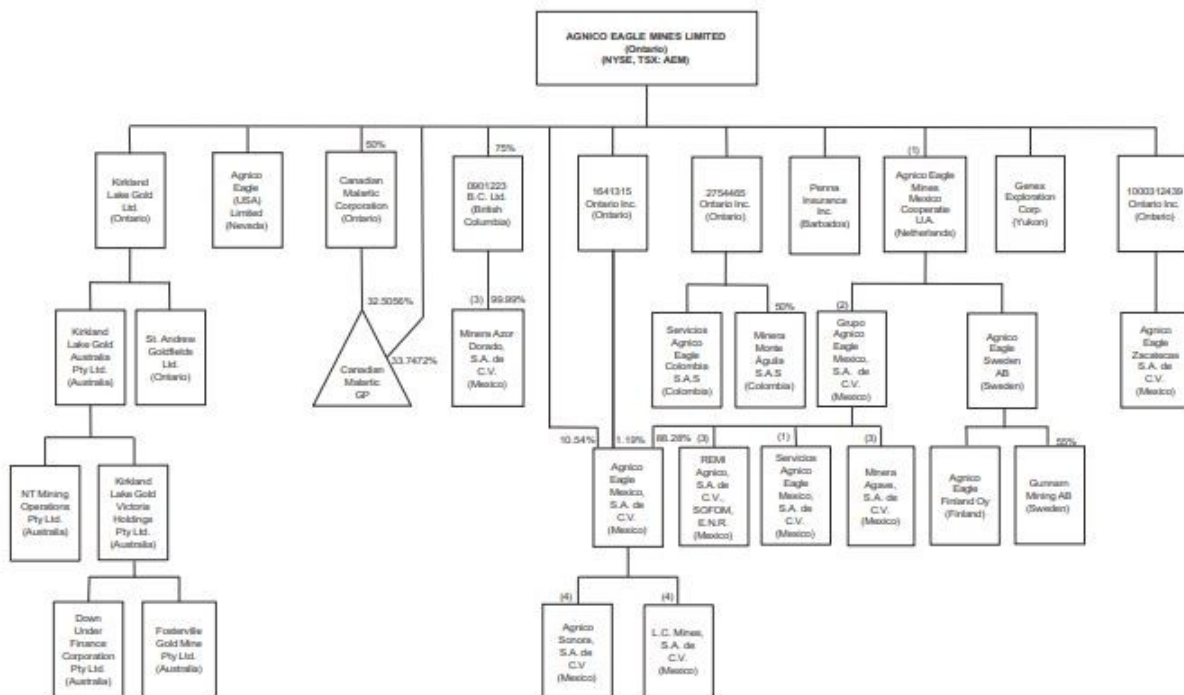 AGNICO EAGLE MINES LIMITED
(Ontario)
(NYSE, TSX: AEM)
Kirkland
Lake Gold
Ltd.
(Ontario)
Agnico
Eagle
(USA)
Limited
(Nevada)
50%
Canadian
Malartic
Corporation
(Ontario)
75%
0901223
B.C. Ltd.
(British
Columbia)
1641315
Ontario Inc.
(Ontario)
2754465
Ontario Inc.
(Ontario)
Penna
Insurance
Inc
(Barbados)
(1)
Agnico Eagle
Mines
Mexico
Cooperatie
U.A.
(Netherlands)
Genex
Exploration
Corp.
(Yukon)
1000312439
Ontario Inc.
(Ontario)
Kirkland
Lake Gold
Australia
Pty Ltd.
(Australia)
St. Andrew
Goldfields
Ltd.
(Ontario)
32.5056%
33.7472%
Canadian
Malartic
GP
(3) 99.99%
Minera Azor
Dorado,
S.A. de
C.V.
(Mexico)
Servicios
Agnico
Eagle
Colombia
S.A.S
(Colombia)
50%
Minera
Monte
Águila
S.A.S
(Colombia)
(2)
Grupo
Agnico
Eagle
Mexico,
S.A. de
C.V.
(Mexico)
Agnico
Eagle
Sweden
AB
(Sweden)
Agnico
Eagle
Zacatecas
S.A. de
C.V.
(Mexico)
NT Mining
Operations
Pty Ltd.
(Australia)
Kirkland
Lake Gold
Victoria
Holdings
Pty Ltd.
(Australia)
10.54%
1.19%
88.28%
Agnico
Eagle
Mexico,
S.A. de
C.V.
(Mexico)
(3)
REMI
Agnico,
S.A. de
C.V.,
SOFOM,
E.N.R.
(Mexico)
(1)
Servicios
Agnico
Eagle
Mexico,
S.A. de
C.V.
(Mexico)
(3)
Minera
Agave,
S.A. de
C.V.
(Mexico)
Agnico
Eagle
Finland Oy
(Finland)
55%
Gunnarn
Mining AB
(Sweden)
Down
Under
Finance
Corporation
Pty Ltd.
(Australia)
Fosterville
Gold Mine
Pty Ltd.
(Australia)
(4)
Agnico
Sonora,
S.A. de
C.V
(Mexico)
(4)
L.C. Mines,
S.A. de
C.V.
(Mexico)